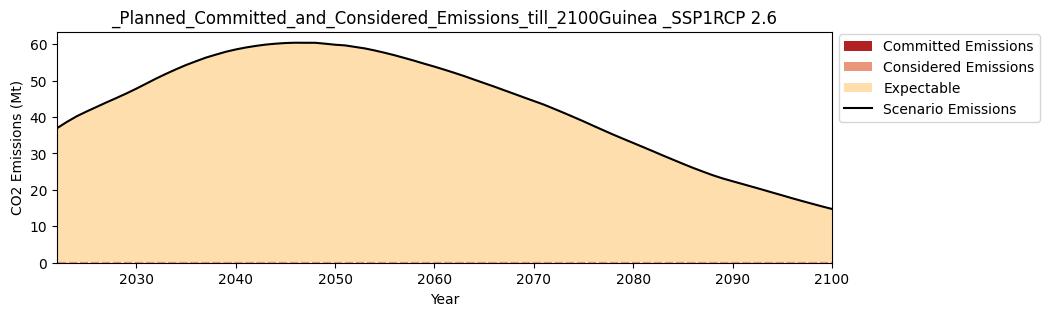 _Planned_Committed_and_Considered_Emissions_till_2100Guinea _SSP1RCP 2.6
60
50
40
30
20
10
0
CO2 Emissions (Mt)
2030 2040 2050 2060 2070 2080 2090 2100
Year
Committed Emissions
Considered Emissions
Expectable
Scenario Emissions